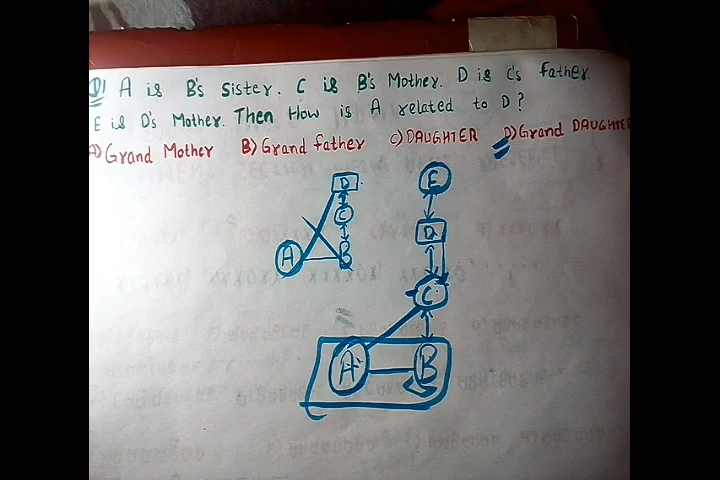 Q1 A is B's sister. C is B's Mother. D is C's father.
E is D's Mother. Then How is A related to D?
A) Grand Mother B) Grand father C) DAUGHTER D) Grand DAUGHTER
D E
C D
A B C
A B